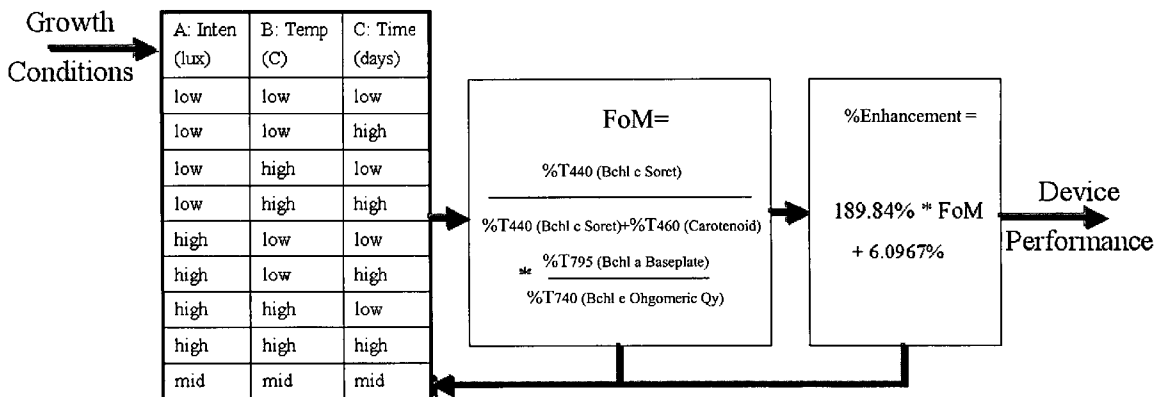 Growth
Conditions
A: Inten B: Temp C: Time
(lux) (C) (days)
low low low
low low high
low high low
low high high
high low low
high low high
high high low
high high high
mid mid mid
FoM=
%T440 (Bchl c Soret)
%T440 (Bchl c Soret)+%T460 (Carotenoid)
* %T795 (Bchl a Baseplate)
%T740 (Bchl c Ohgomeric Qy)
%Enhancement =
189.84% * FoM
+ 6.0967%
Device
Performance